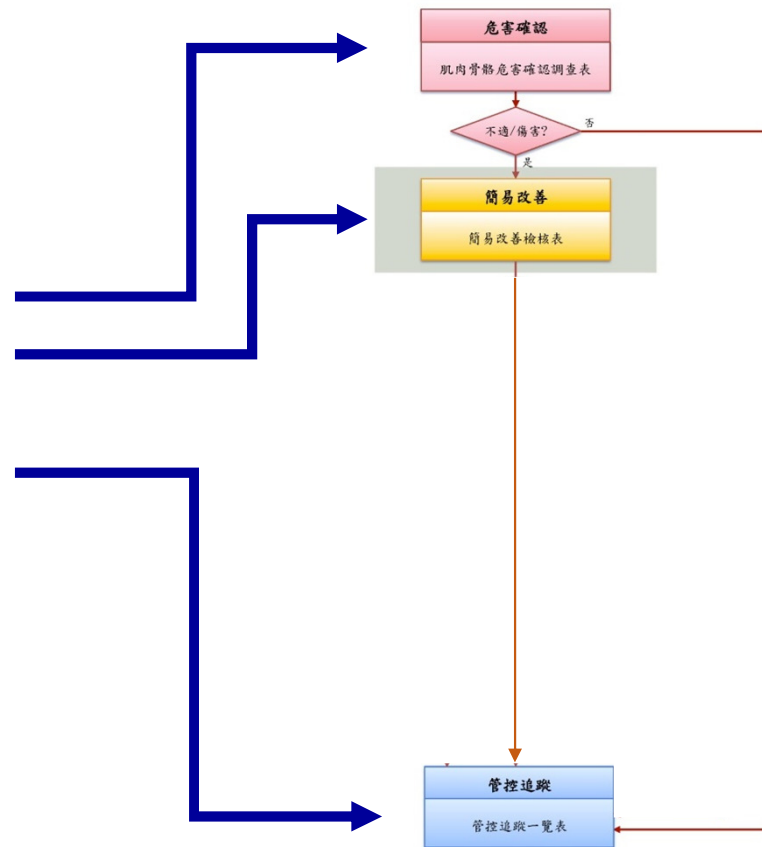 危害確認
肌肉骨骼危害確認調查表
不適/傷害?
否
是
簡易改善
簡易改善檢核表
管控追蹤
管控追蹤一覽表